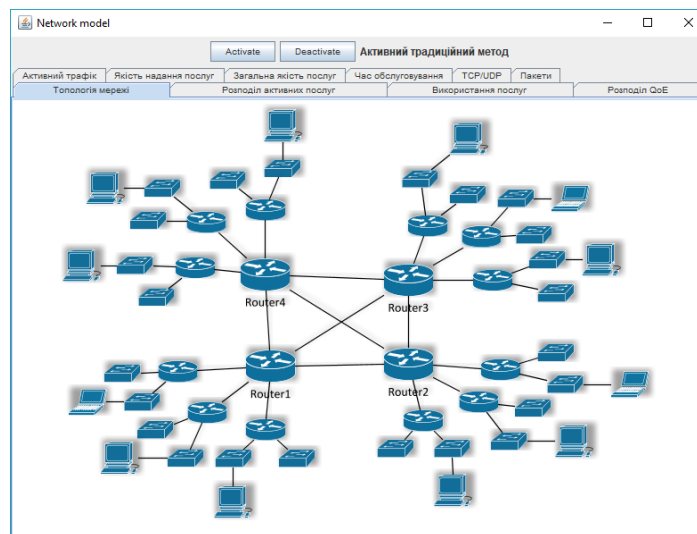 Network model
Activate Deactivate Активний традиційний метод
Активний трафік Якість надання послуг Загальна якість послуг Час обслуговування TCP/UDP Пакети
Топологія мережі Розподіл активних послуг Використання послуг Розподіл QoE
Router4 Router3
Router1 Router2